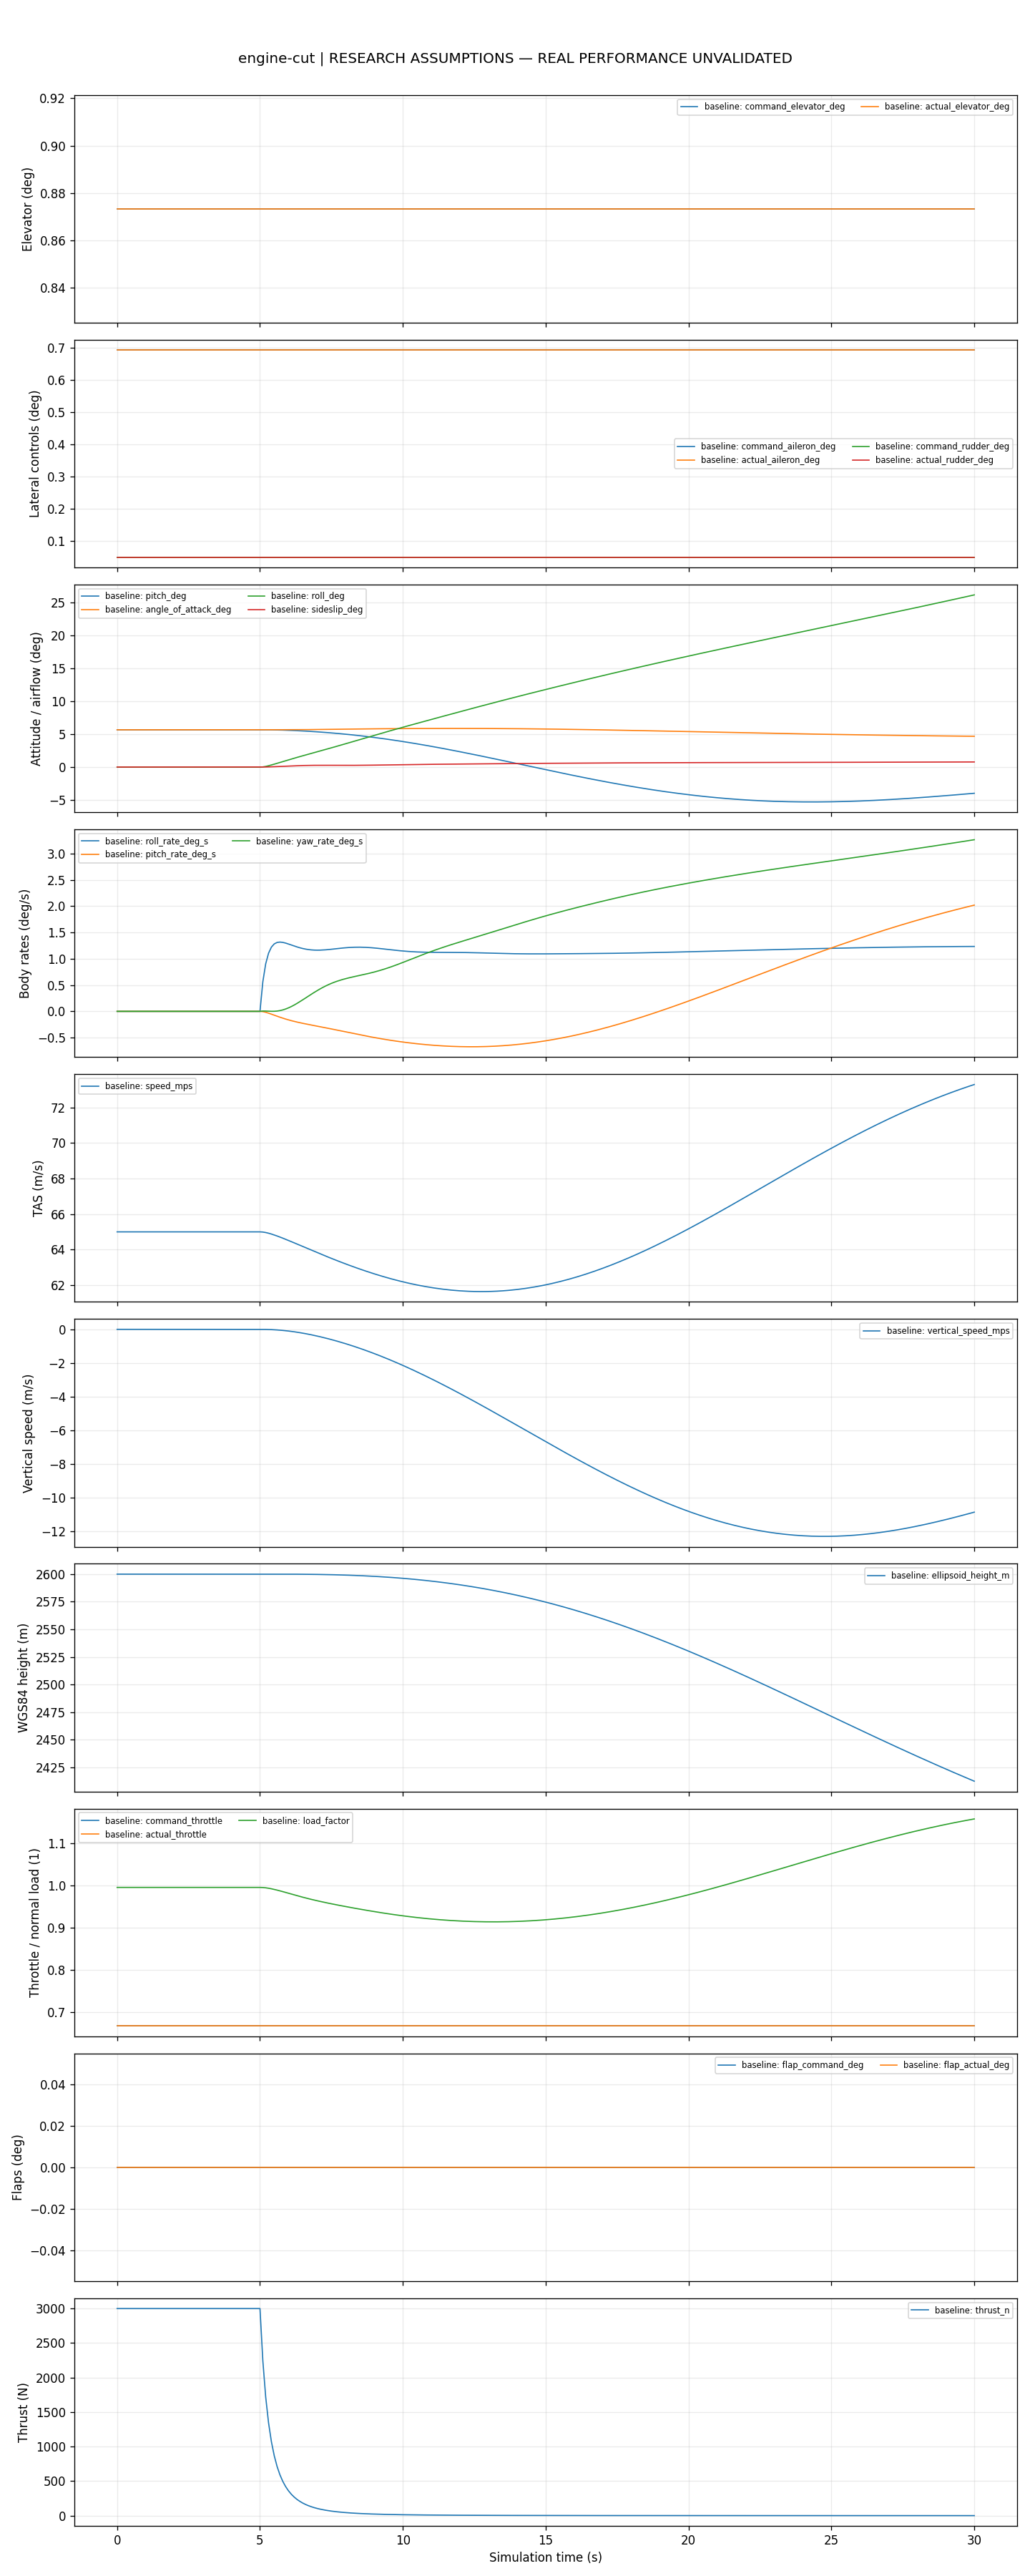 engine-cut | RESEARCH ASSUMPTIONS — REAL PERFORMANCE UNVALIDATED
0.92
0.90
0.88
0.86
0.84
Elevator (deg)
baseline: command_elevator_deg
baseline: actual_elevator_deg
0.7
0.6
0.5
0.4
0.3
0.2
0.1
Lateral controls (deg)
baseline: command_aileron_deg
baseline: actual_aileron_deg
baseline: command_rudder_deg
baseline: actual_rudder_deg
25
20
15
10
5
0
−5
Attitude / airflow (deg)
baseline: pitch_deg
baseline: angle_of_attack_deg
baseline: roll_deg
baseline: sideslip_deg
3.0
2.5
2.0
1.5
1.0
0.5
0.0
−0.5
Body rates (deg/s)
baseline: roll_rate_deg_s
baseline: pitch_rate_deg_s
baseline: yaw_rate_deg_s
72
70
68
66
64
62
TAS (m/s)
baseline: speed_mps
0
−2
−4
−6
−8
−10
−12
Vertical speed (m/s)
baseline: vertical_speed_mps
2600
2575
2550
2525
2500
2475
2450
2425
WGS84 height (m)
baseline: ellipsoid_height_m
1.1
1.0
0.9
0.8
0.7
Throttle / normal load (1)
baseline: command_throttle
baseline: actual_throttle
baseline: load_factor
0.04
0.02
0.00
−0.02
−0.04
Flaps (deg)
baseline: flap_command_deg
baseline: flap_actual_deg
3000
2500
2000
1500
1000
500
0
Thrust (N)
baseline: thrust_n
0
5
10
15
20
25
30
Simulation time (s)